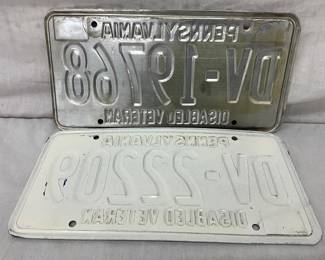 PENNSYLVANIA
DV-19768
DISABLED VETERAN
PENNSYLVANIA
DV-22209
DISABLED VETERAN